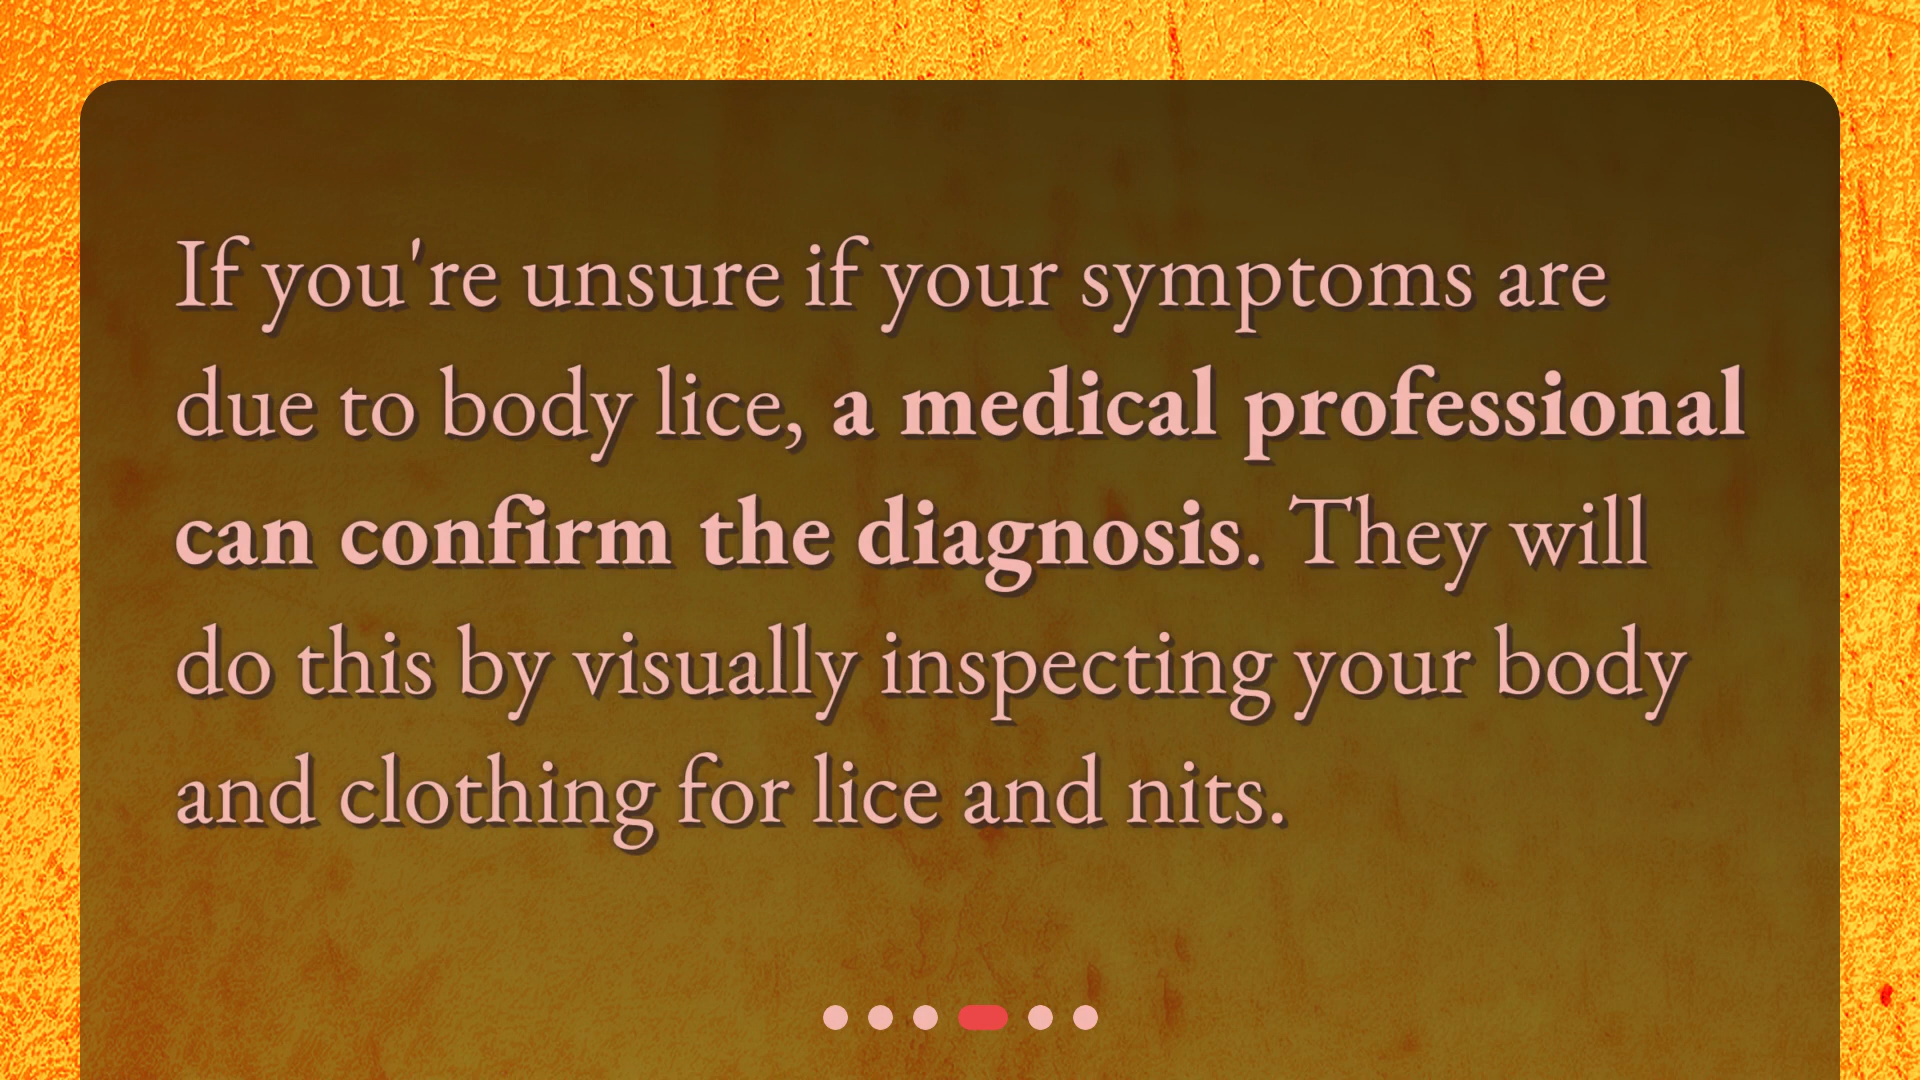 If you're unsure if your symptoms are
due to body lice, a medical professional
can confirm the diagnosis. They will
do this by visually inspecting your body
and clothing for lice and nits.